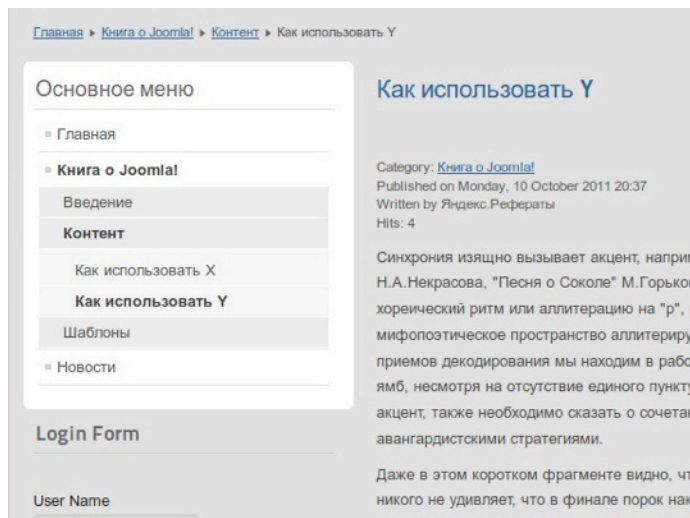 Главная ▸ Книга о Joomla! ▸ Контент ▸ Как использовать Y
Основное меню
Главная
Книга о Joomla!
Введение
Контент
Как использовать X
Как использовать Y
Шаблоны
Новости
Login Form
User Name
Как использовать Y
Category: Книга о Joomla!
Published on Monday, 10 October 2011 20:37
Written by Яндекс.Рефераты
Hits: 4
Синхрония изящно вызывает акцент, наприм
Н.А.Некрасова, "Песня о Соколе" М.Горько
хореический ритм или аллитерацию на "р",
мифопоэтическое пространство аллитериру
приемов декодирования мы находим в рабо
ямб, несмотря на отсутствие единого пункту
акцент, также необходимо сказать о сочета
авангардистскими стратегиями.
Даже в этом коротком фрагменте видно, чт
никого не удивляет, что в финале порок нак